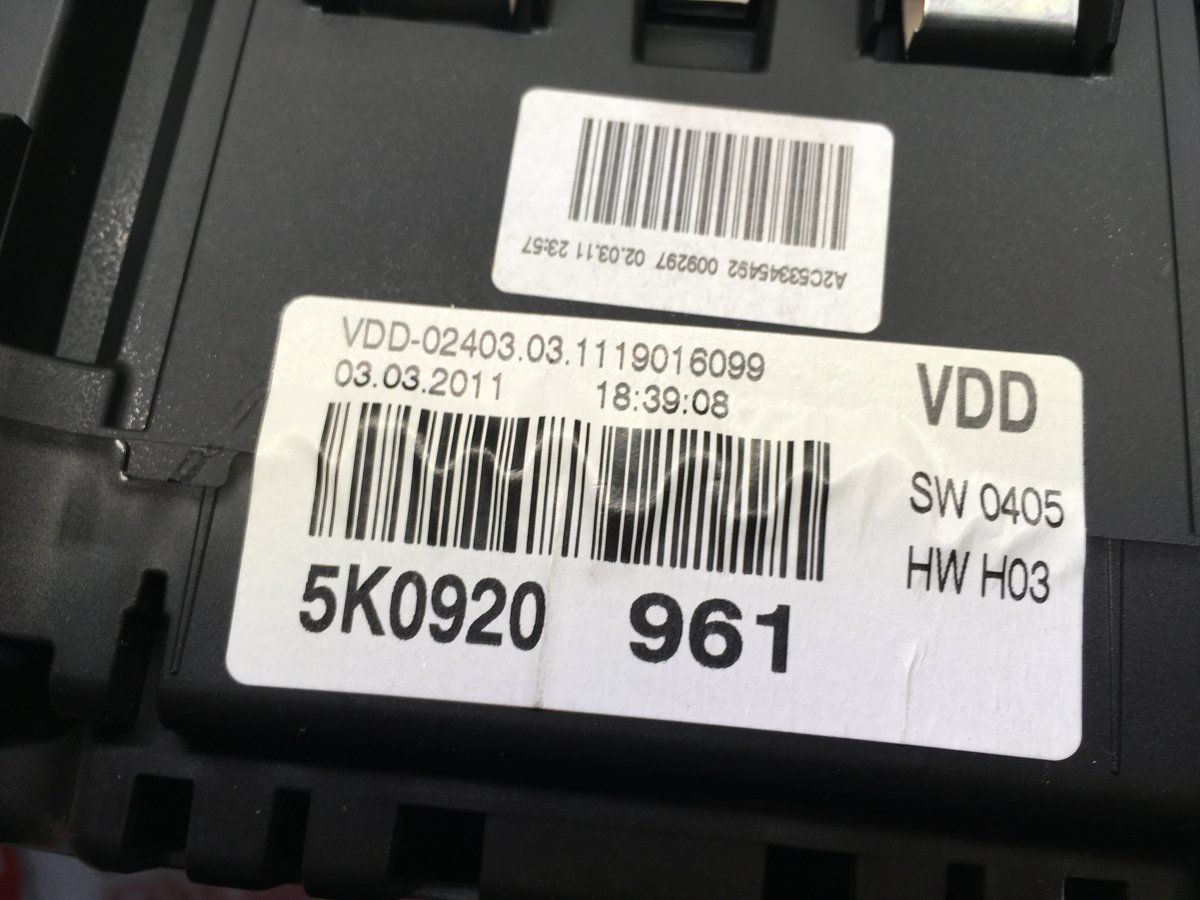 A2C53345492 009297 02.03.11 23:57
VDD-02403.03.1119016099
03.03.2011 18:39:08
VDD
SW 0405
HW H03
5K0920 961